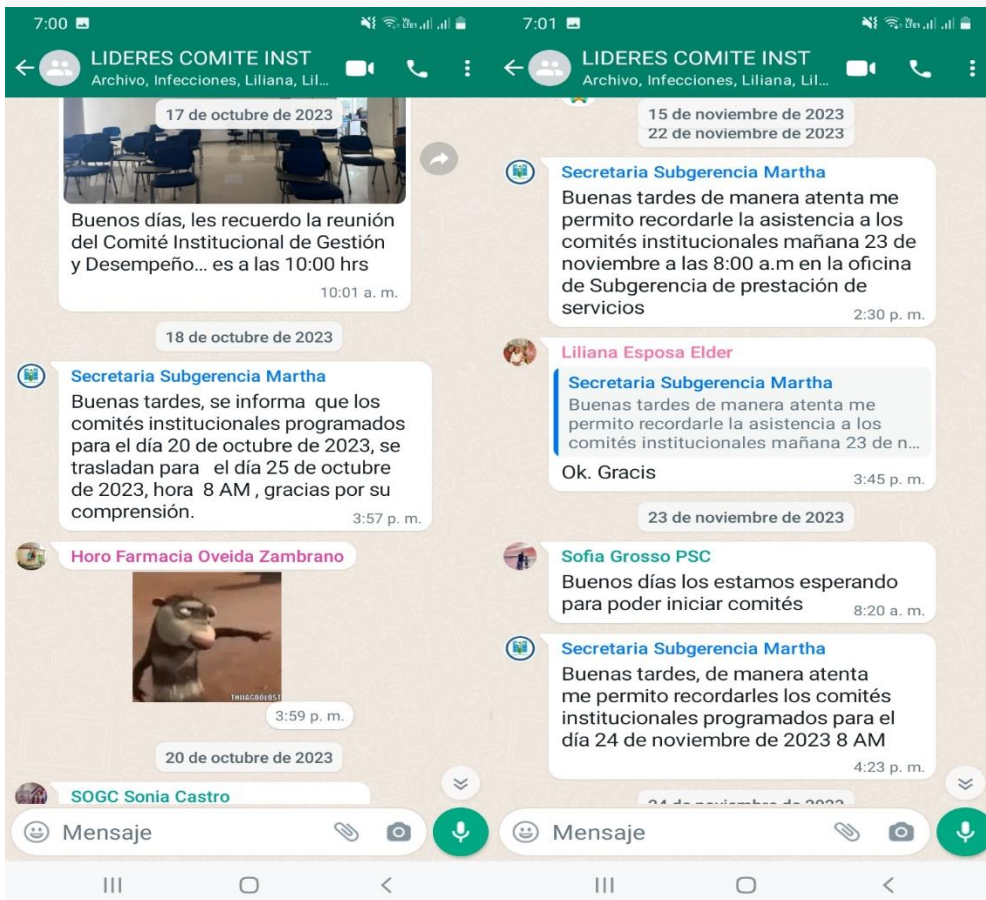 7:00
LIDERES COMITE INST
Archivo, Infecciones, Liliana, Lil...
17 de octubre de 2023
Buenos días, les recuerdo la reunión
del Comité Institucional de Gestión
y Desempeño... es a las 10:00 hrs
10:01 a. m.
18 de octubre de 2023
Secretaria Subgerencia Martha
Buenas tardes, se informa que los
comités institucionales programados
para el día 20 de octubre de 2023, se
trasladan para el día 25 de octubre
de 2023, hora 8 AM , gracias por su
comprensión.
3:57 p. m.
Horo Farmacia Oveida Zambrano
3:59 p. m.
20 de octubre de 2023
SOGC Sonia Castro
Mensaje
7:01
LIDERES COMITE INST
Archivo, Infecciones, Liliana, Lil...
15 de noviembre de 2023
22 de noviembre de 2023
Secretaria Subgerencia Martha
Buenas tardes de manera atenta me
permito recordarle la asistencia a los
comités institucionales mañana 23 de
noviembre a las 8:00 a.m en la oficina
de Subgerencia de prestación de
servicios
2:30 p. m.
Liliana Esposa Elder
Secretaria Subgerencia Martha
Buenas tardes de manera atenta me
permito recordarle la asistencia a los
comités institucionales mañana 23 de n...
Ok. Gracis
3:45 p. m.
23 de noviembre de 2023
Sofia Grosso PSC
Buenos días los estamos esperando
para poder iniciar comités
8:20 a. m.
Secretaria Subgerencia Martha
Buenas tardes, de manera atenta
me permito recordarles los comités
institucionales programados para el
día 24 de noviembre de 2023 8 AM
4:23 p. m.
24 de noviembre de 2023
Mensaje